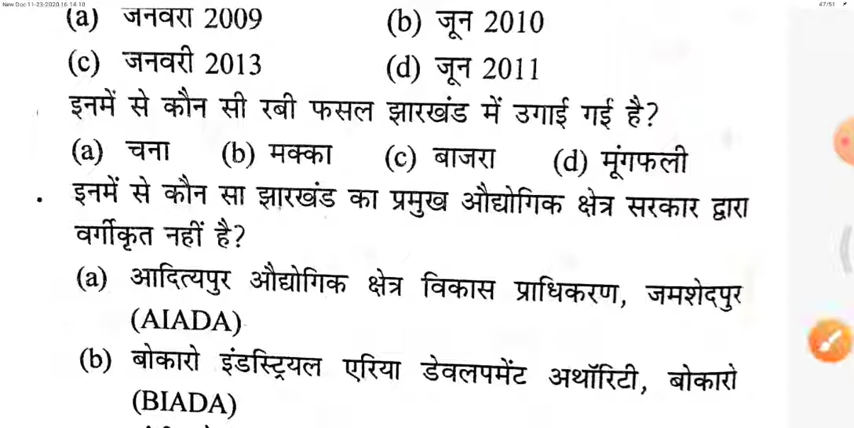 New Doc 11-23-2020 16.14.10
47/51
(a) जनवरी 2009 (b) जून 2010
(c) जनवरी 2013 (d) जून 2011
इनमें से कौन सी रबी फसल झारखंड में उगाई गई है?
(a) चना (b) मक्का (c) बाजरा (d) मूंगफली
. इनमें से कौन सा झारखंड का प्रमुख औद्योगिक क्षेत्र सरकार द्वारा
वर्गीकृत नहीं है?
(a) आदित्यपुर औद्योगिक क्षेत्र विकास प्राधिकरण, जमशेदपुर
(AIADA)
(b) बोकारो इंडस्ट्रियल एरिया डेवलपमेंट अथॉरिटी, बोकारो
(BIADA)